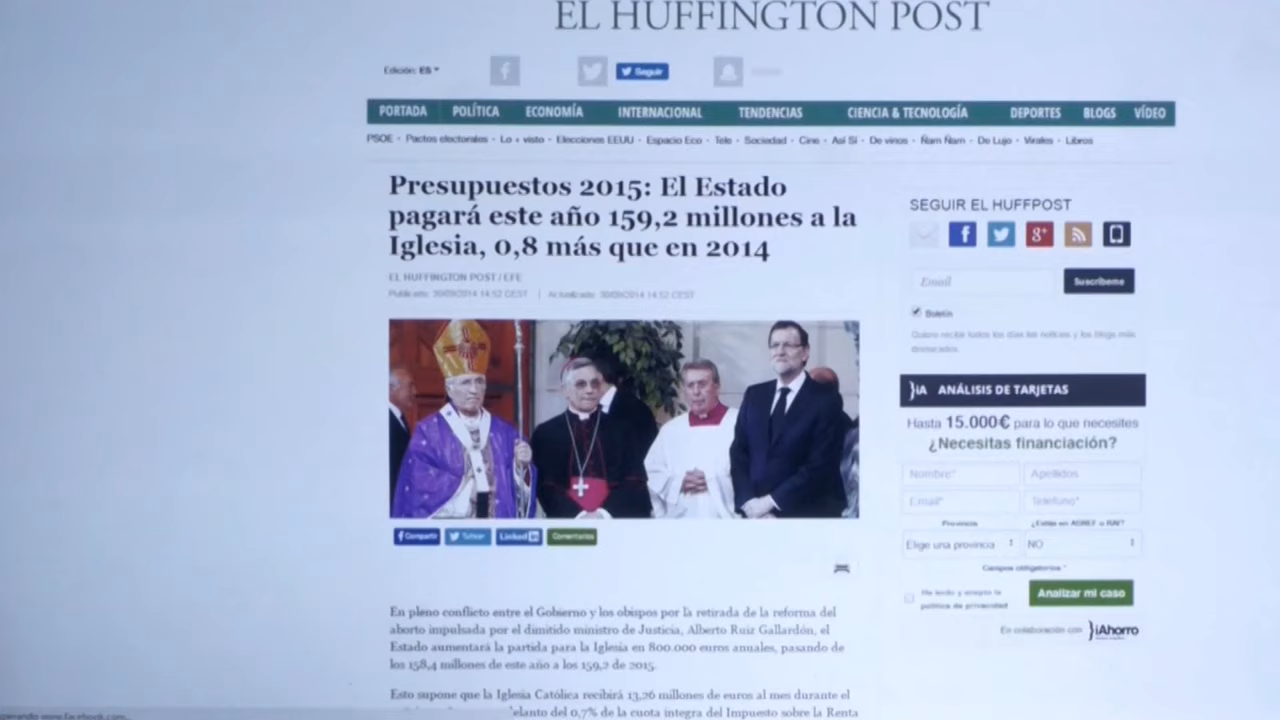 EL HUFFINGTON POST
Edición: ES
Seguir
PORTADA POLÍTICA ECONOMÍA INTERNACIONAL TENDENCIAS CIENCIA & TECNOLOGÍA DEPORTES BLOGS VÍDEO
PSOE - Pactos electorales - Lo + visto - Elecciones EEUU - Espacio Eco - Tele - Sociedad - Cine - Así Sí - De vinos - Ñam Ñam - De Lujo - Virales - Libros
Presupuestos 2015: El Estado
pagará este año 159,2 millones a la
Iglesia, 0,8 más que en 2014
EL HUFFINGTON POST / EFE
Publicado: 30/09/2014 14:52 CEST | Actualizado: 30/09/2014 14:52 CEST
Compartir Tuitear LinkedIn Comentarios
En pleno conflicto entre el Gobierno y los obispos por la retirada de la reforma del
aborto impulsada por el dimitido ministro de Justicia, Alberto Ruiz Gallardón, el
Estado aumentará la partida para la Iglesia en 800.000 euros anuales, pasando de
los 158,4 millones de este año a los 159,2 de 2015.
Esto supone que la Iglesia Católica recibirá 13,26 millones de euros al mes durante el
del 0,7% de la cuota íntegra del Impuesto sobre la Renta
SEGUIR EL HUFFPOST
Email
Suscríbeme
Boletín
Quiero recibir todos los días las noticias y los blogs más
destacados.
}iA ANÁLISIS DE TARJETAS
Hasta 15.000€ para lo que necesites
¿Necesitas financiación?
Nombre* Apellidos
Email* Teléfono*
Provincia ¿Estás en ASNEF o RAI?
Elige una provincia NO
Campos obligatorios *
He leído y acepto la
política de privacidad
Analizar mi caso
En colaboración con }iAhorro
www.facebook.com...